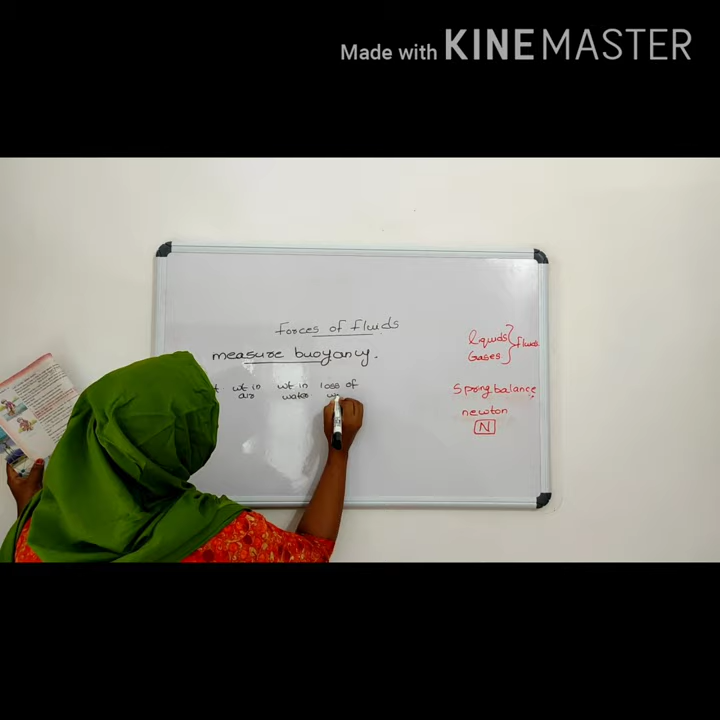 Made with KINEMASTER
Forces of fluids
measure buoyancy.
wt in air
wt in water
loss of
liquids
Gases
fluids
Spring balance
newton
N